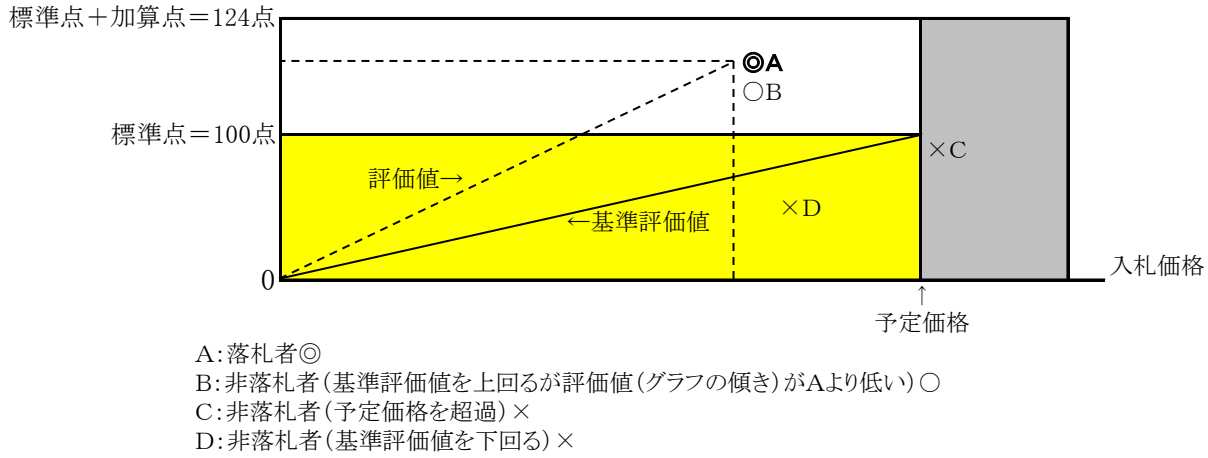 標準点+加算点=124点
◎A
○B
標準点=100点
×C
評価値→
×D
←基準評価値
0
入札価格
↑
予定価格
A:落札者◎
B:非落札者(基準評価値を上回るが評価値(グラフの傾き)がAより低い)○
C:非落札者(予定価格を超過)×
D:非落札者(基準評価値を下回る)×